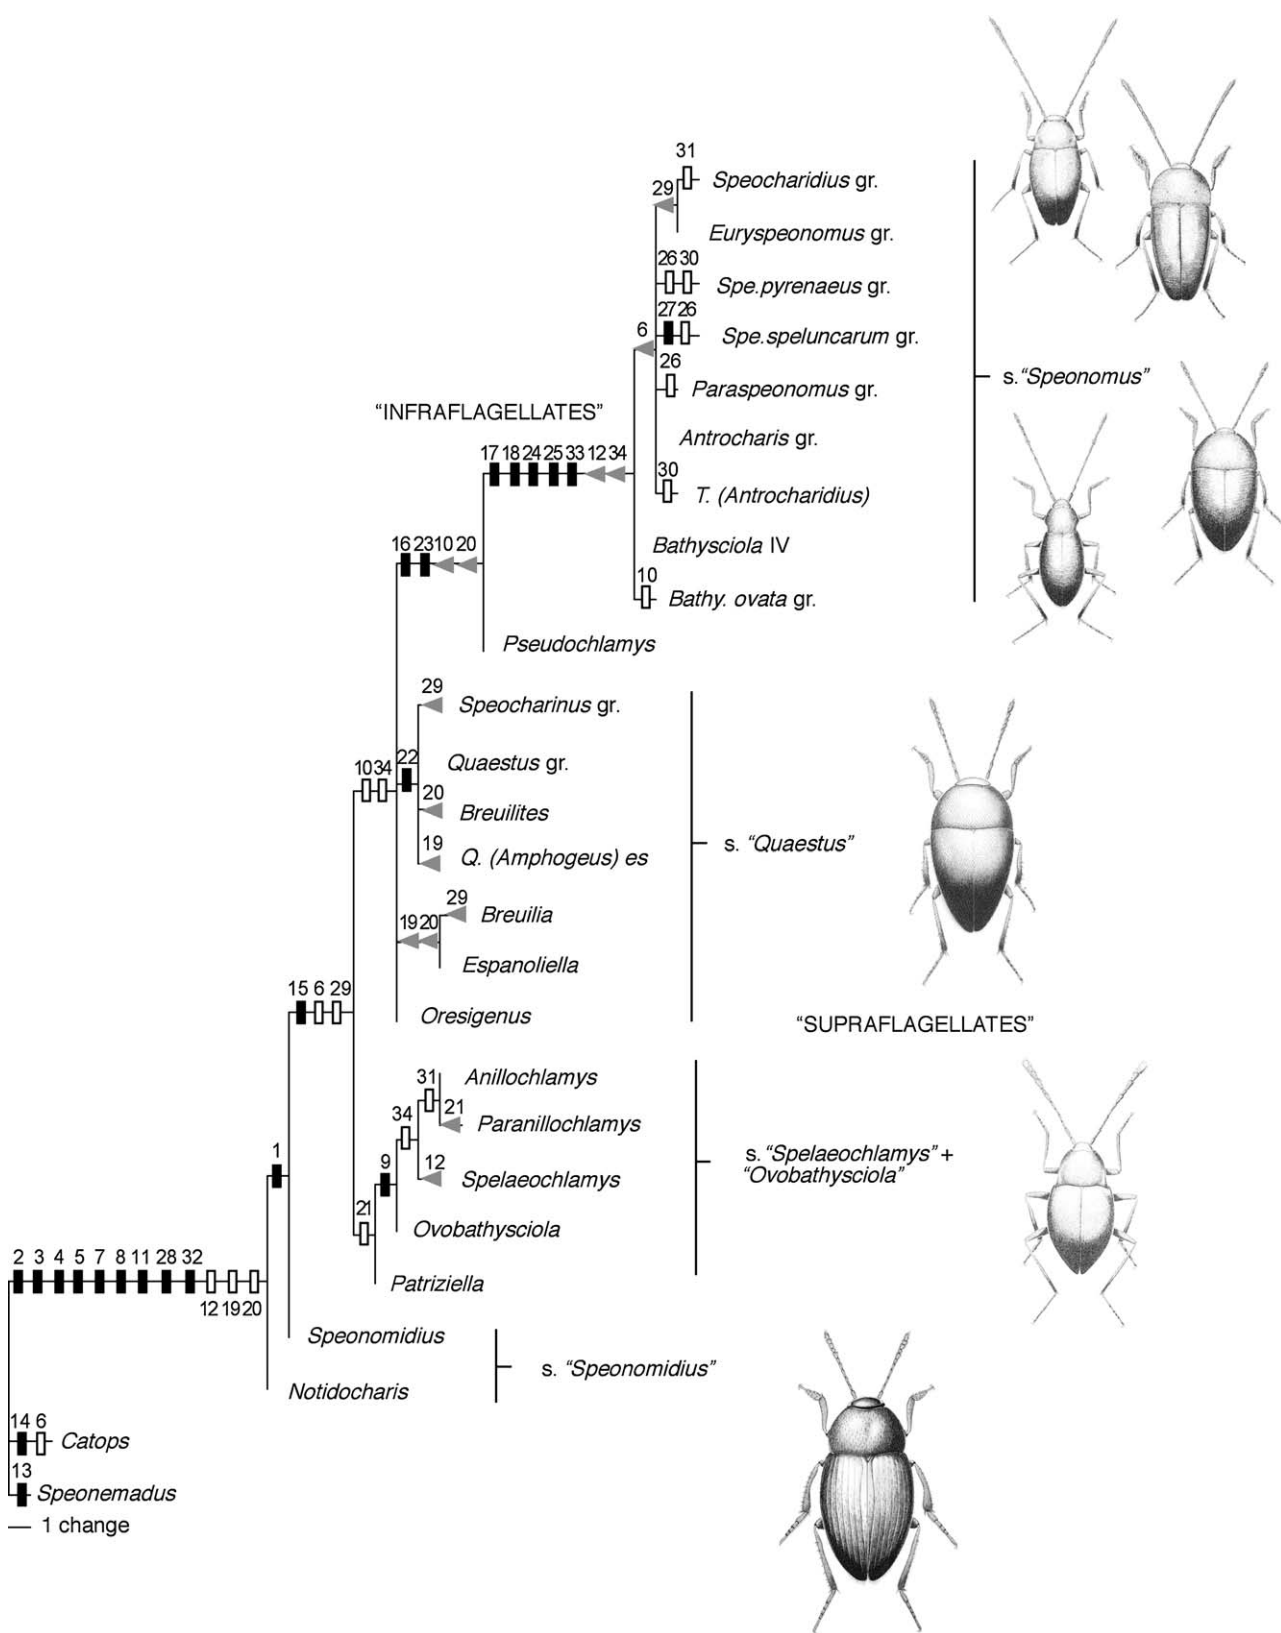 31
Speocharidius gr.
29
Euryspeonomus gr.
26 30
Spe.pyrenaeus gr.
27 26
6
Spe.speluncarum gr.
26
s. “Speonomus”
Paraspeonomus gr.
“INFRAFLAGELLATES”
Antrocharis gr.
17 18 24 25 33 12 34
30
T. (Antrocharidius)
16 23 10 20
Bathysciola IV
10
Bathy. ovata gr.
Pseudochlamys
29
Speocharinus gr.
22
Quaestus gr.
10 34
20
Breuilites
19
s. “Quaestus”
Q. (Amphogeus) es
29
Breuilia
19 20
Espanoliella
15 6 29
Oresigenus
“SUPRAFLAGELLATES”
31
Anillochlamys
21
34
Paranillochlamys
1
9
12
s. “Spelaeochlamys” +
“Ovobathysciola”
Spelaeochlamys
21
Ovobathysciola
2 3 4 5 7 8 11 28 32
Patriziella
12 19 20
Speonomidius
s. “Speonomidius”
Notidocharis
14 6
Catops
13
Speonemadus
1 change